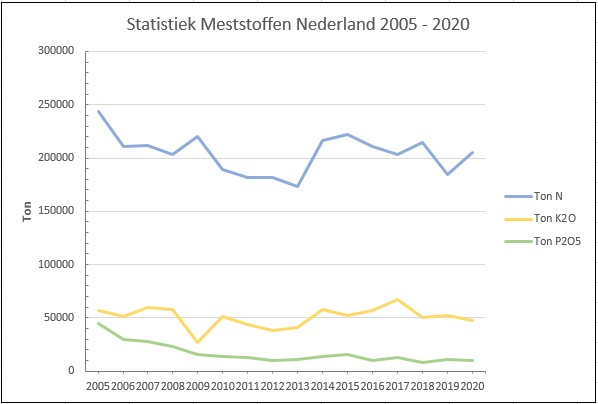 Statistiek Meststoffen Nederland 2005 - 2020
300000
250000
200000
150000
100000
50000
0
Ton
2005 2006 2007 2008 2009 2010 2011 2012 2013 2014 2015 2016 2017 2018 2019 2020
Ton N
Ton K2O
Ton P2O5